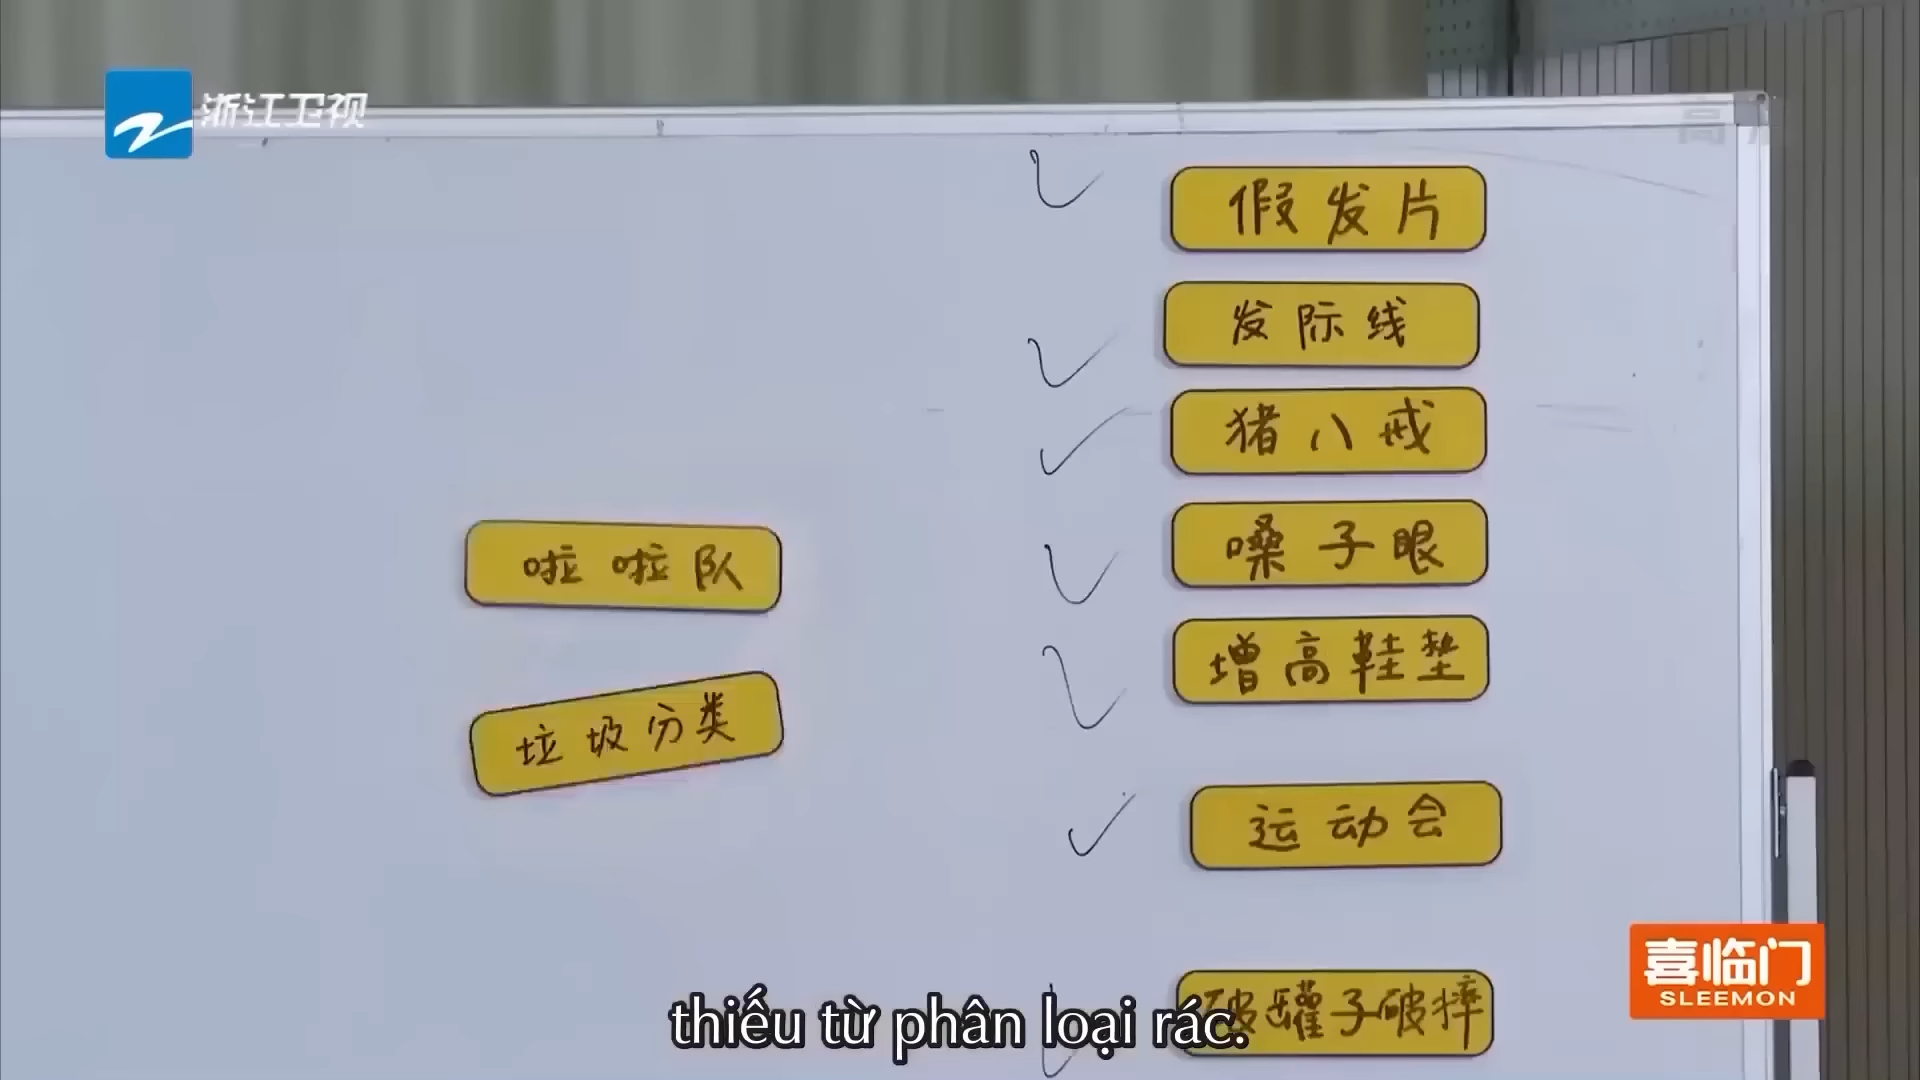 浙江卫视
假发片
发际线
猪八戒
嗓子眼
增高鞋垫
啦啦队
垃圾分类
运动会
破罐子破摔
thiếu từ phân loại rác.
喜临门
SLEEMON